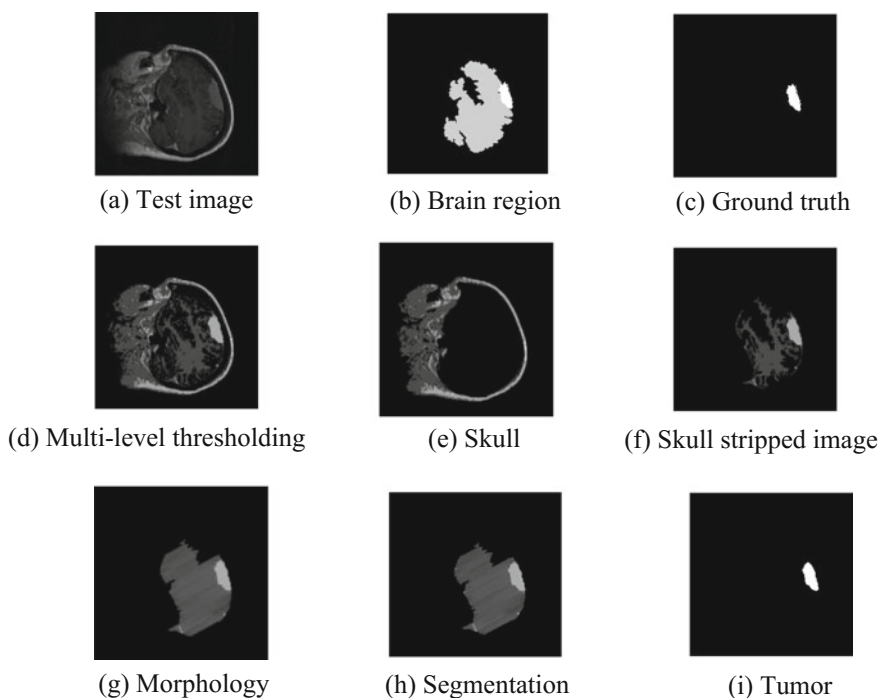 (a) Test image
(b) Brain region
(c) Ground truth
(d) Multi-level thresholding
(e) Skull
(f) Skull stripped image
(g) Morphology
(h) Segmentation
(i) Tumor